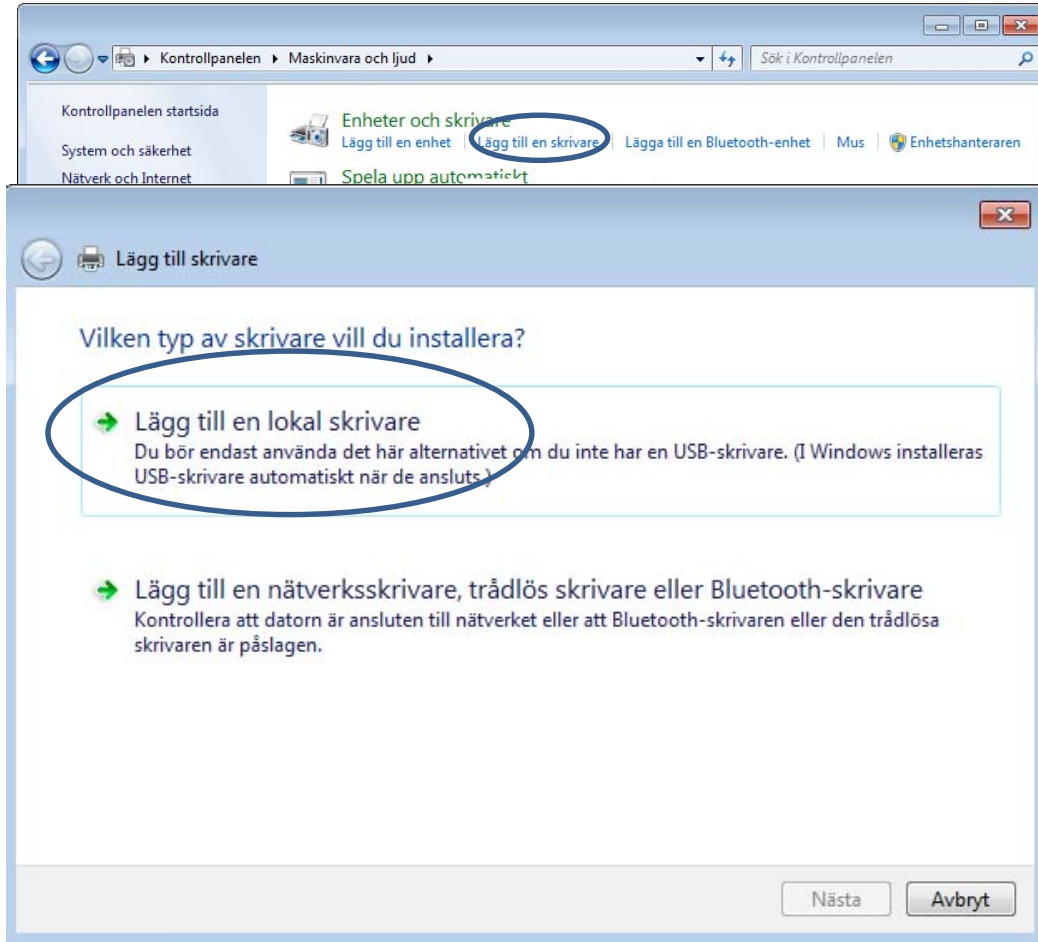 Kontrollpanelen Maskinvara och ljud
Sök i Kontrollpanelen
Kontrollpanelen startsida
System och säkerhet
Nätverk och Internet
Enheter och skrivare
Lägg till en enhet Lägg till en skrivare Lägga till en Bluetooth-enhet Mus Enhetshanteraren
Spela upp automatiskt
Lägg till skrivare
Vilken typ av skrivare vill du installera?
Lägg till en lokal skrivare
Du bör endast använda det här alternativet om du inte har en USB-skrivare. (I Windows installeras
USB-skrivare automatiskt när de ansluts.)
Lägg till en nätverksskrivare, trådlös skrivare eller Bluetooth-skrivare
Kontrollera att datorn är ansluten till nätverket eller att Bluetooth-skrivaren eller den trådlösa
skrivaren är påslagen.
Nästa
Avbryt